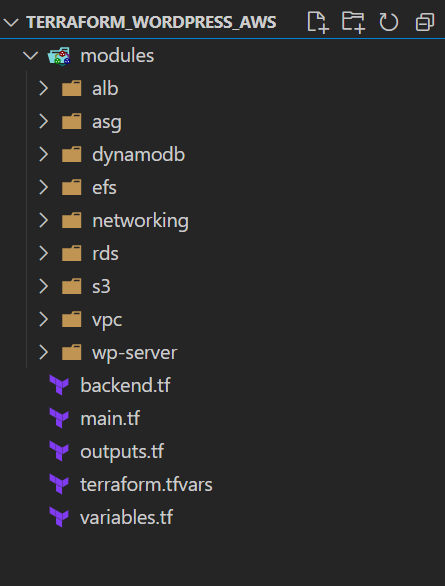 TERRAFORM_WORDPRESS_AWS
modules
alb
asg
dynamodb
efs
networking
rds
s3
vpc
wp-server
backend.tf
main.tf
outputs.tf
terraform.tfvars
variables.tf